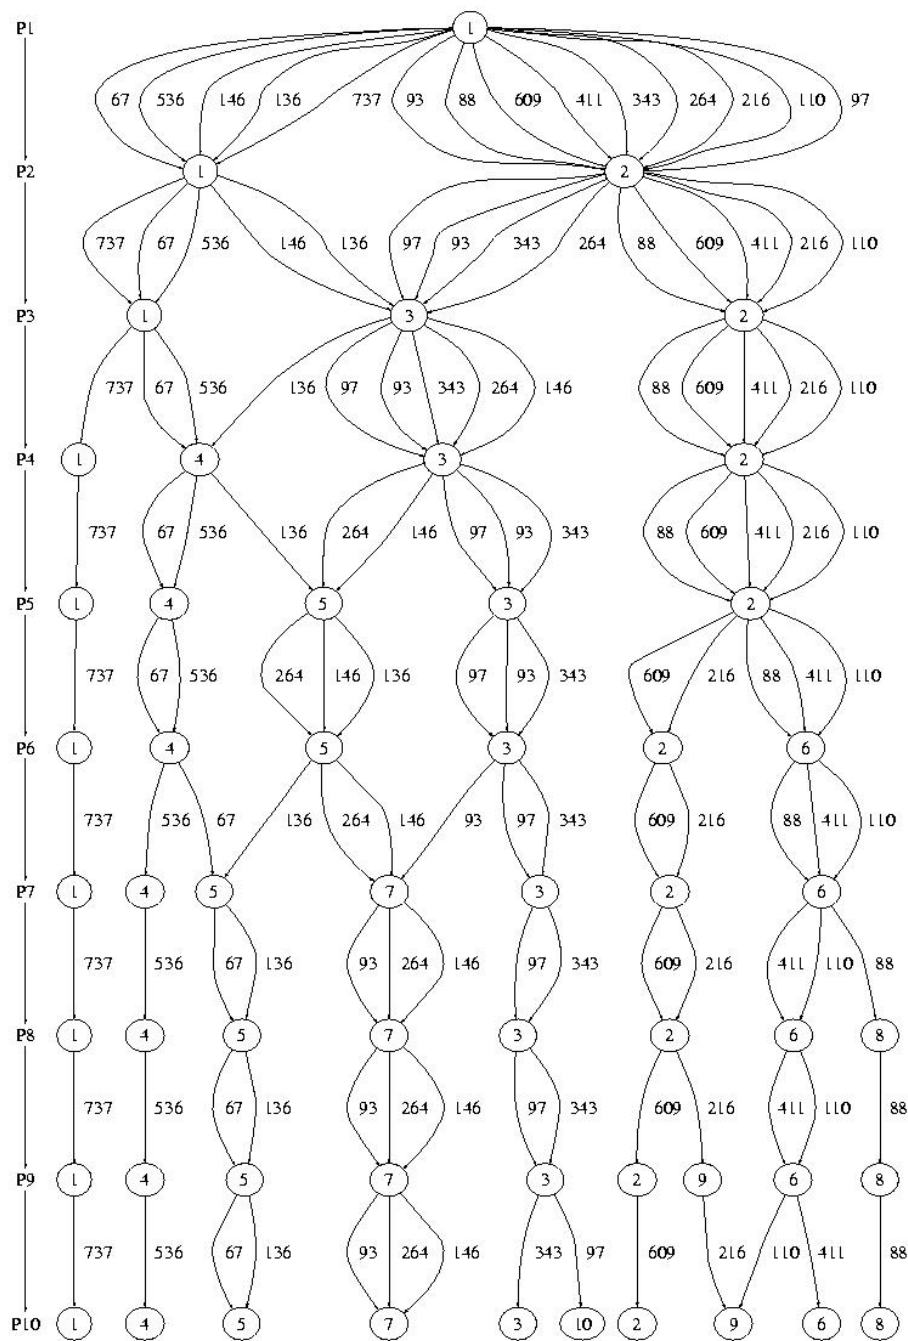 P1 1
67 536 146 136 737 93 88 609 411 343 264 216 110 97
P2 1 2
737 67 536 146 136 97 93 343 264 88 609 411 216 110
P3 1 3 2
737 67 536 136 97 93 343 264 146 88 609 411 216 110
P4 1 4 3 2
737 67 536 136 264 146 97 93 343 88 609 411 216 110
P5 1 4 5 3 2
737 67 536 264 146 136 97 93 343 609 216 88 411 110
P6 1 4 5 3 2 6
737 536 67 136 264 146 93 97 343 609 216 88 411 110
P7 1 4 5 7 3 2 6
737 536 67 136 93 264 146 97 343 609 216 411 110 88
P8 1 4 5 7 3 2 6 8
737 536 67 136 93 264 146 97 343 609 216 411 110 88
P9 1 4 5 7 3 2 9 6 8
737 536 67 136 93 264 146 343 97 609 216 110 411 88
P10 1 4 5 7 3 10 2 9 6 8